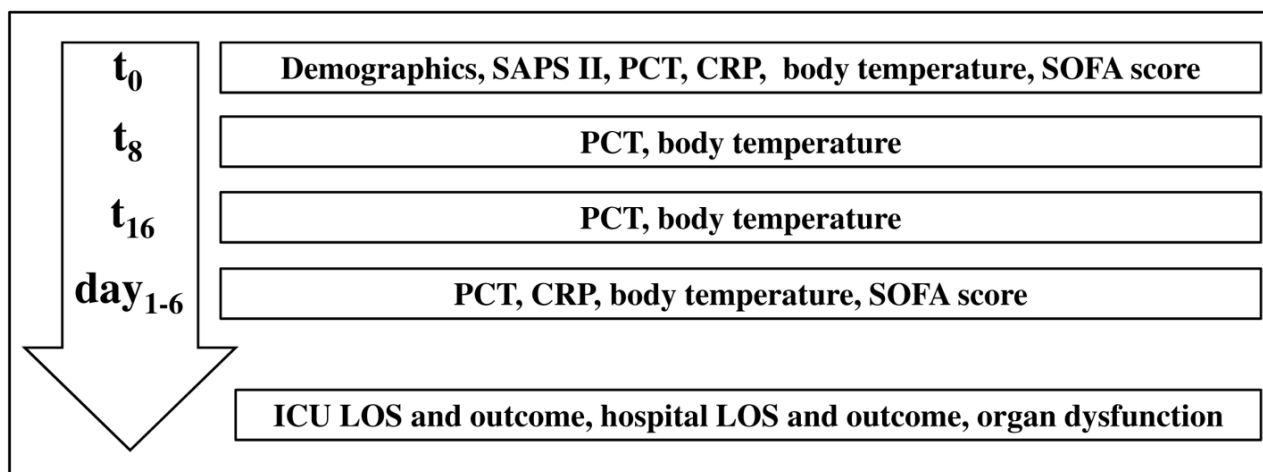 t0 Demographics, SAPS II, PCT, CRP, body temperature, SOFA score
t8 PCT, body temperature
t16 PCT, body temperature
day1-6 PCT, CRP, body temperature, SOFA score
ICU LOS and outcome, hospital LOS and outcome, organ dysfunction